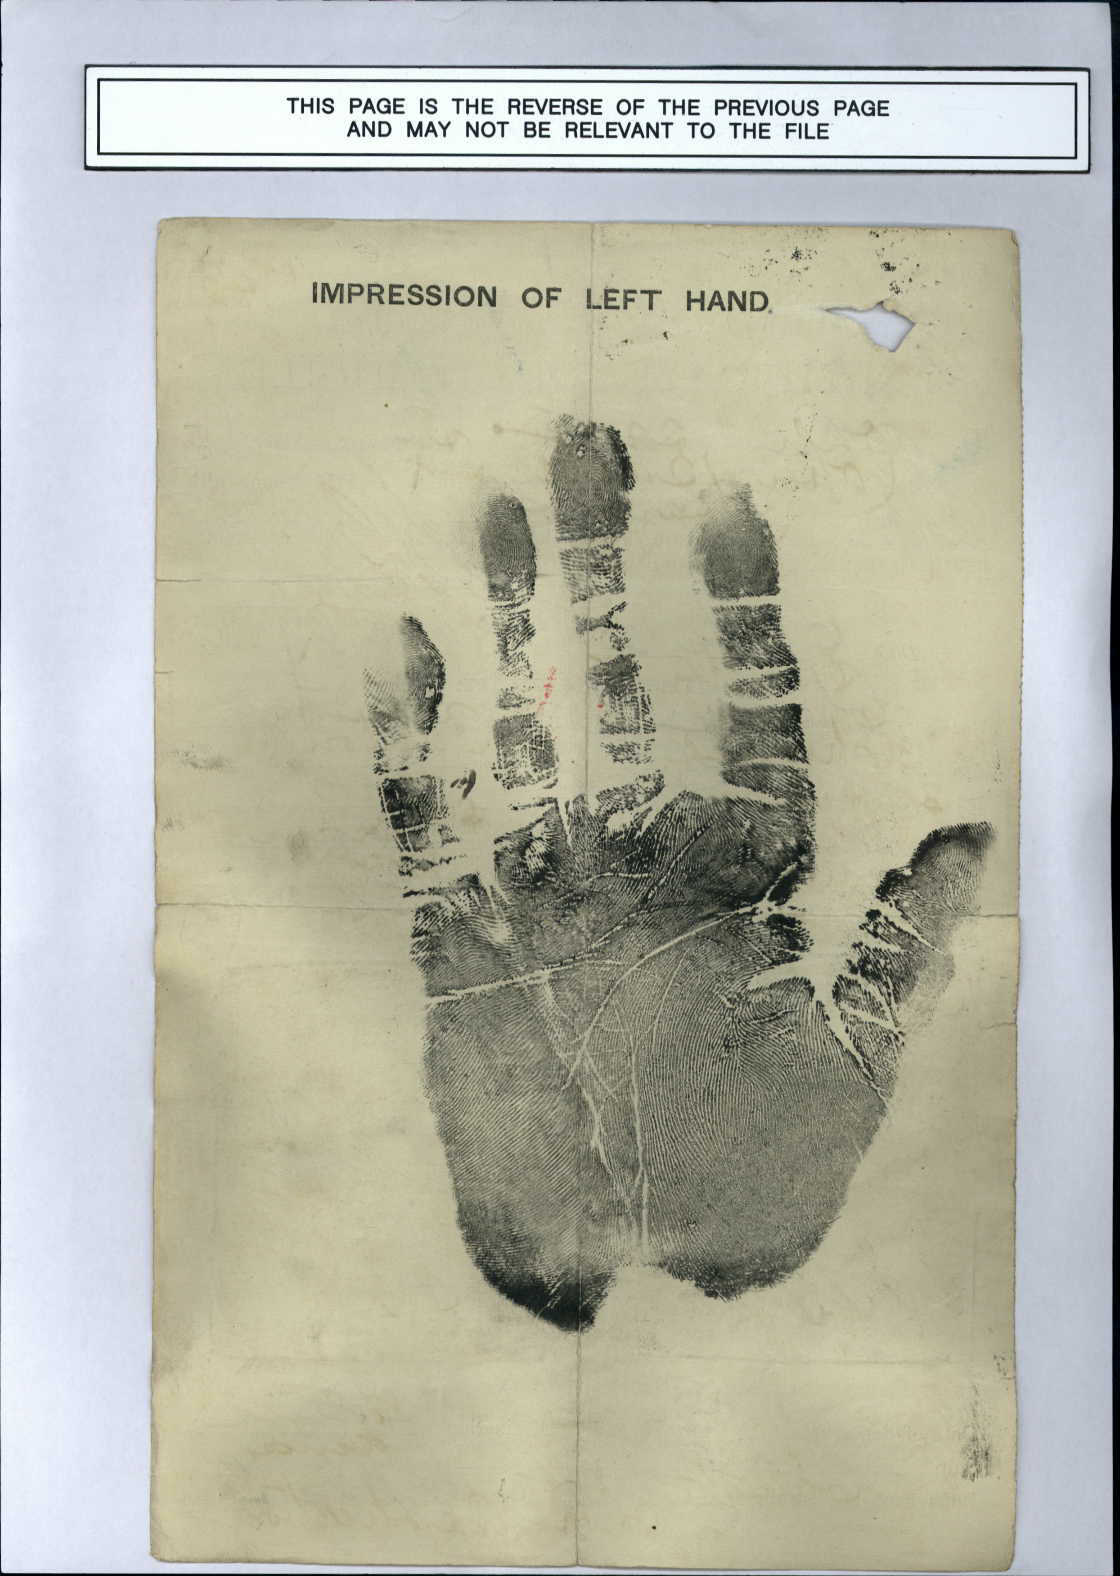 THIS PAGE IS THE REVERSE OF THE PREVIOUS PAGE
AND MAY NOT BE RELEVANT TO THE FILE
IMPRESSION OF LEFT HAND.